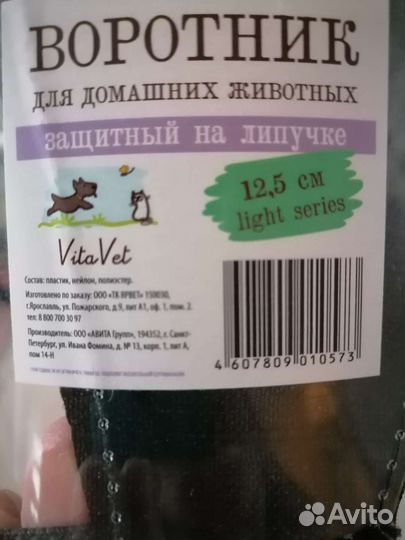 ВОРОТНИК
ДЛЯ ДОМАШНИХ ЖИВОТНЫХ
ЗАЩИТНЫЙ НА ЛИПУЧКЕ
12,5 см
light series
VitaVet
Состав: пластик, нейлон, полиэстер.
Изготовлено по заказу: ООО «ТК ЯРВЕТ» 150030,
г.Ярославль, ул. Пожарского, д.9, лит А1, оф. 1, пом. 2.
тел: 8 800 700 30 97
Производитель: ООО «АВИТА Групп», 194352, г. Санкт-
Петербург, ул. Ивана Фомина, д. № 13, корп. 1, лит А,
пом 14-Н
4 607809 010573
Avito